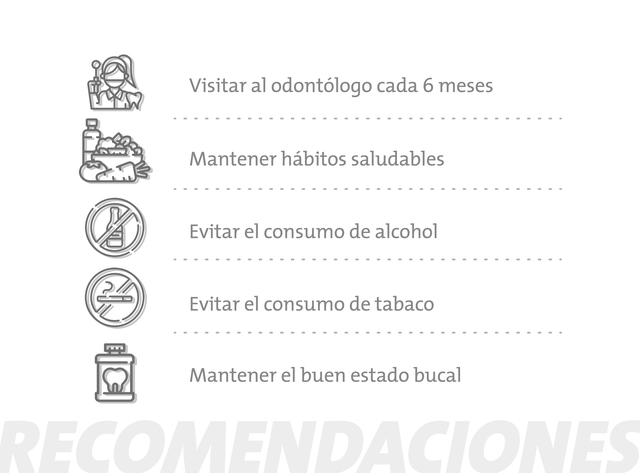 Visitar al odontólogo cada 6 meses
Mantener hábitos saludables
Evitar el consumo de alcohol
Evitar el consumo de tabaco
Mantener el buen estado bucal
RECOMENDACIONES